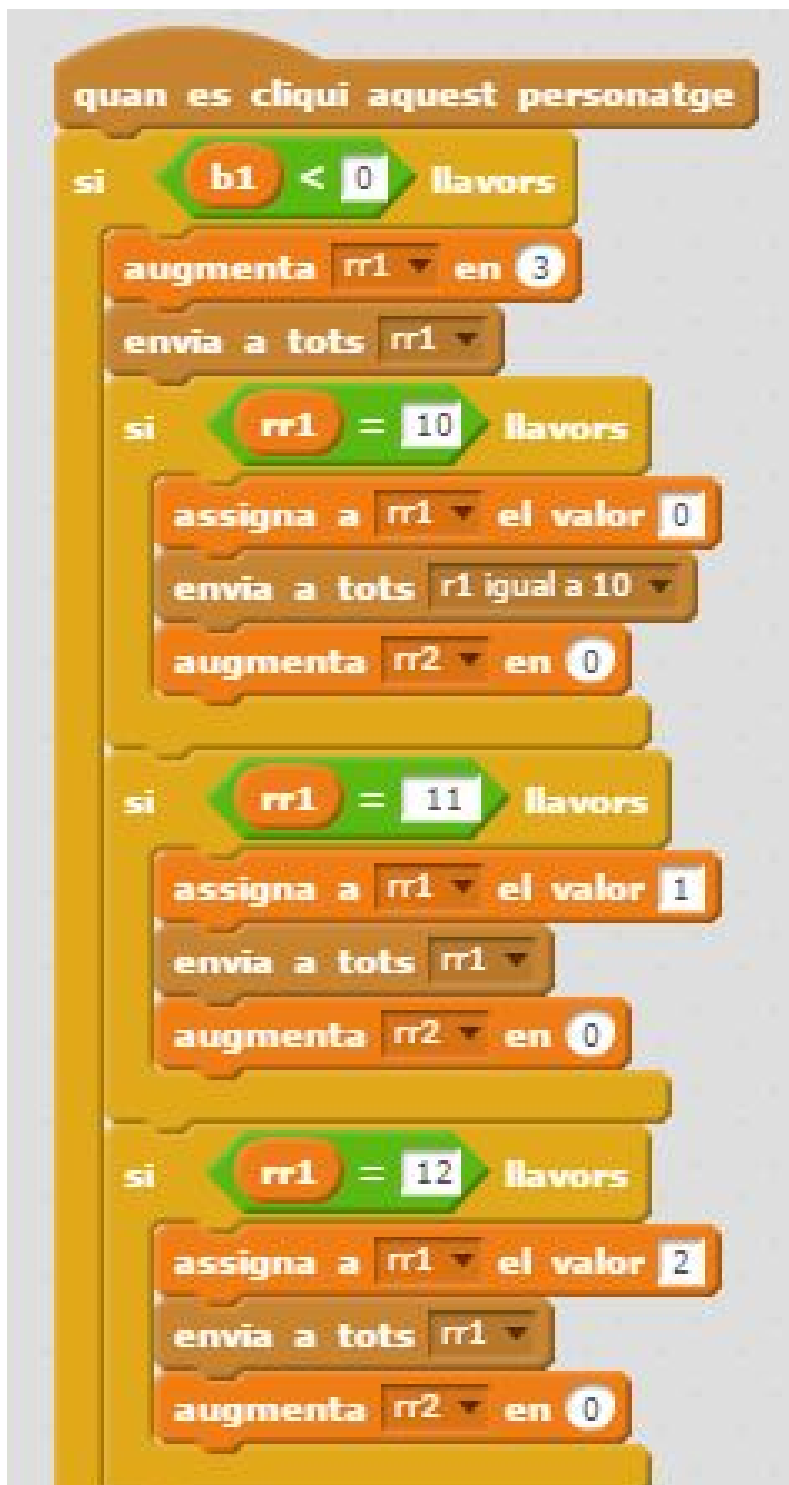 quan es cliqui aquest personatge
si b1 < 0 llavors
augmenta rr1 en 3
envia a tots rr1
si rr1 = 10 llavors
assigna a rr1 el valor 0
envia a tots r1 igual a 10
augmenta rr2 en 0
si rr1 = 11 llavors
assigna a rr1 el valor 1
envia a tots rr1
augmenta rr2 en 0
si rr1 = 12 llavors
assigna a rr1 el valor 2
envia a tots rr1
augmenta rr2 en 0